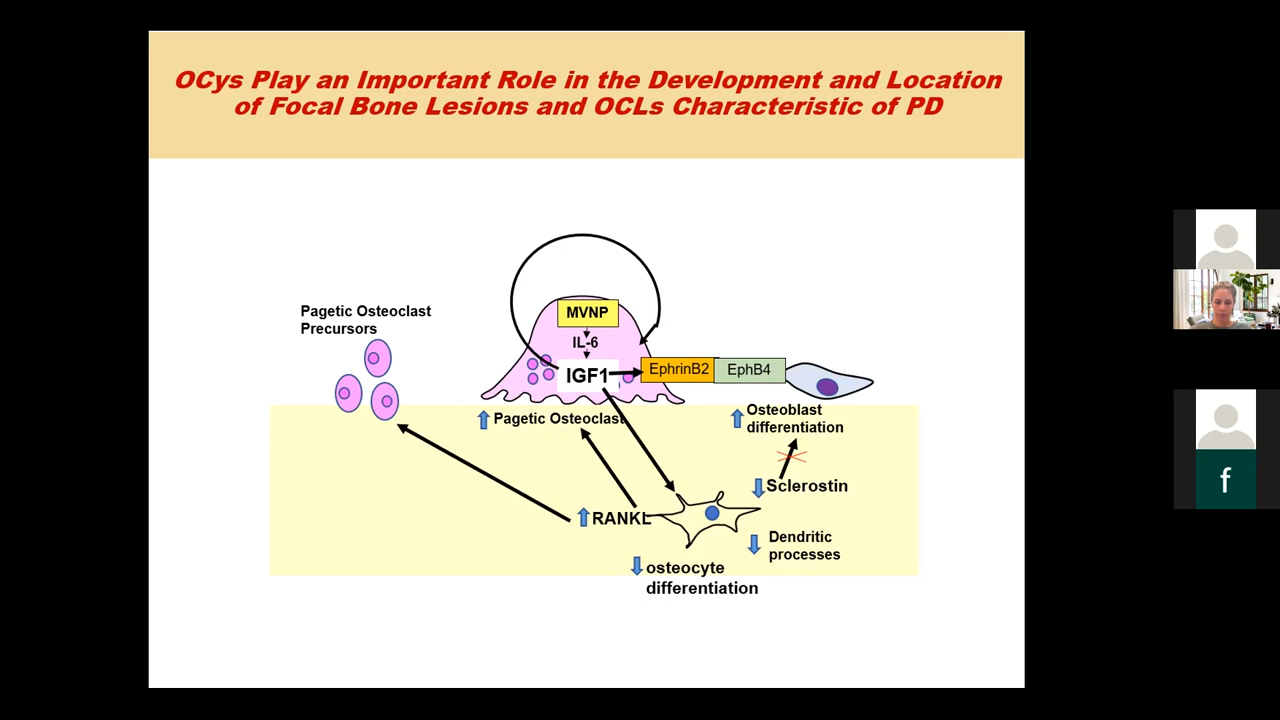 OCys Play an Important Role in the Development and Location
of Focal Bone Lesions and OCLs Characteristic of PD
Pagetic Osteoclast
Precursors
MVNP
IL-6
IGF1
EphrinB2
EphB4
Pagetic Osteoclast
Osteoblast
differentiation
Sclerostin
RANKL
Dendritic
processes
osteocyte
differentiation
f